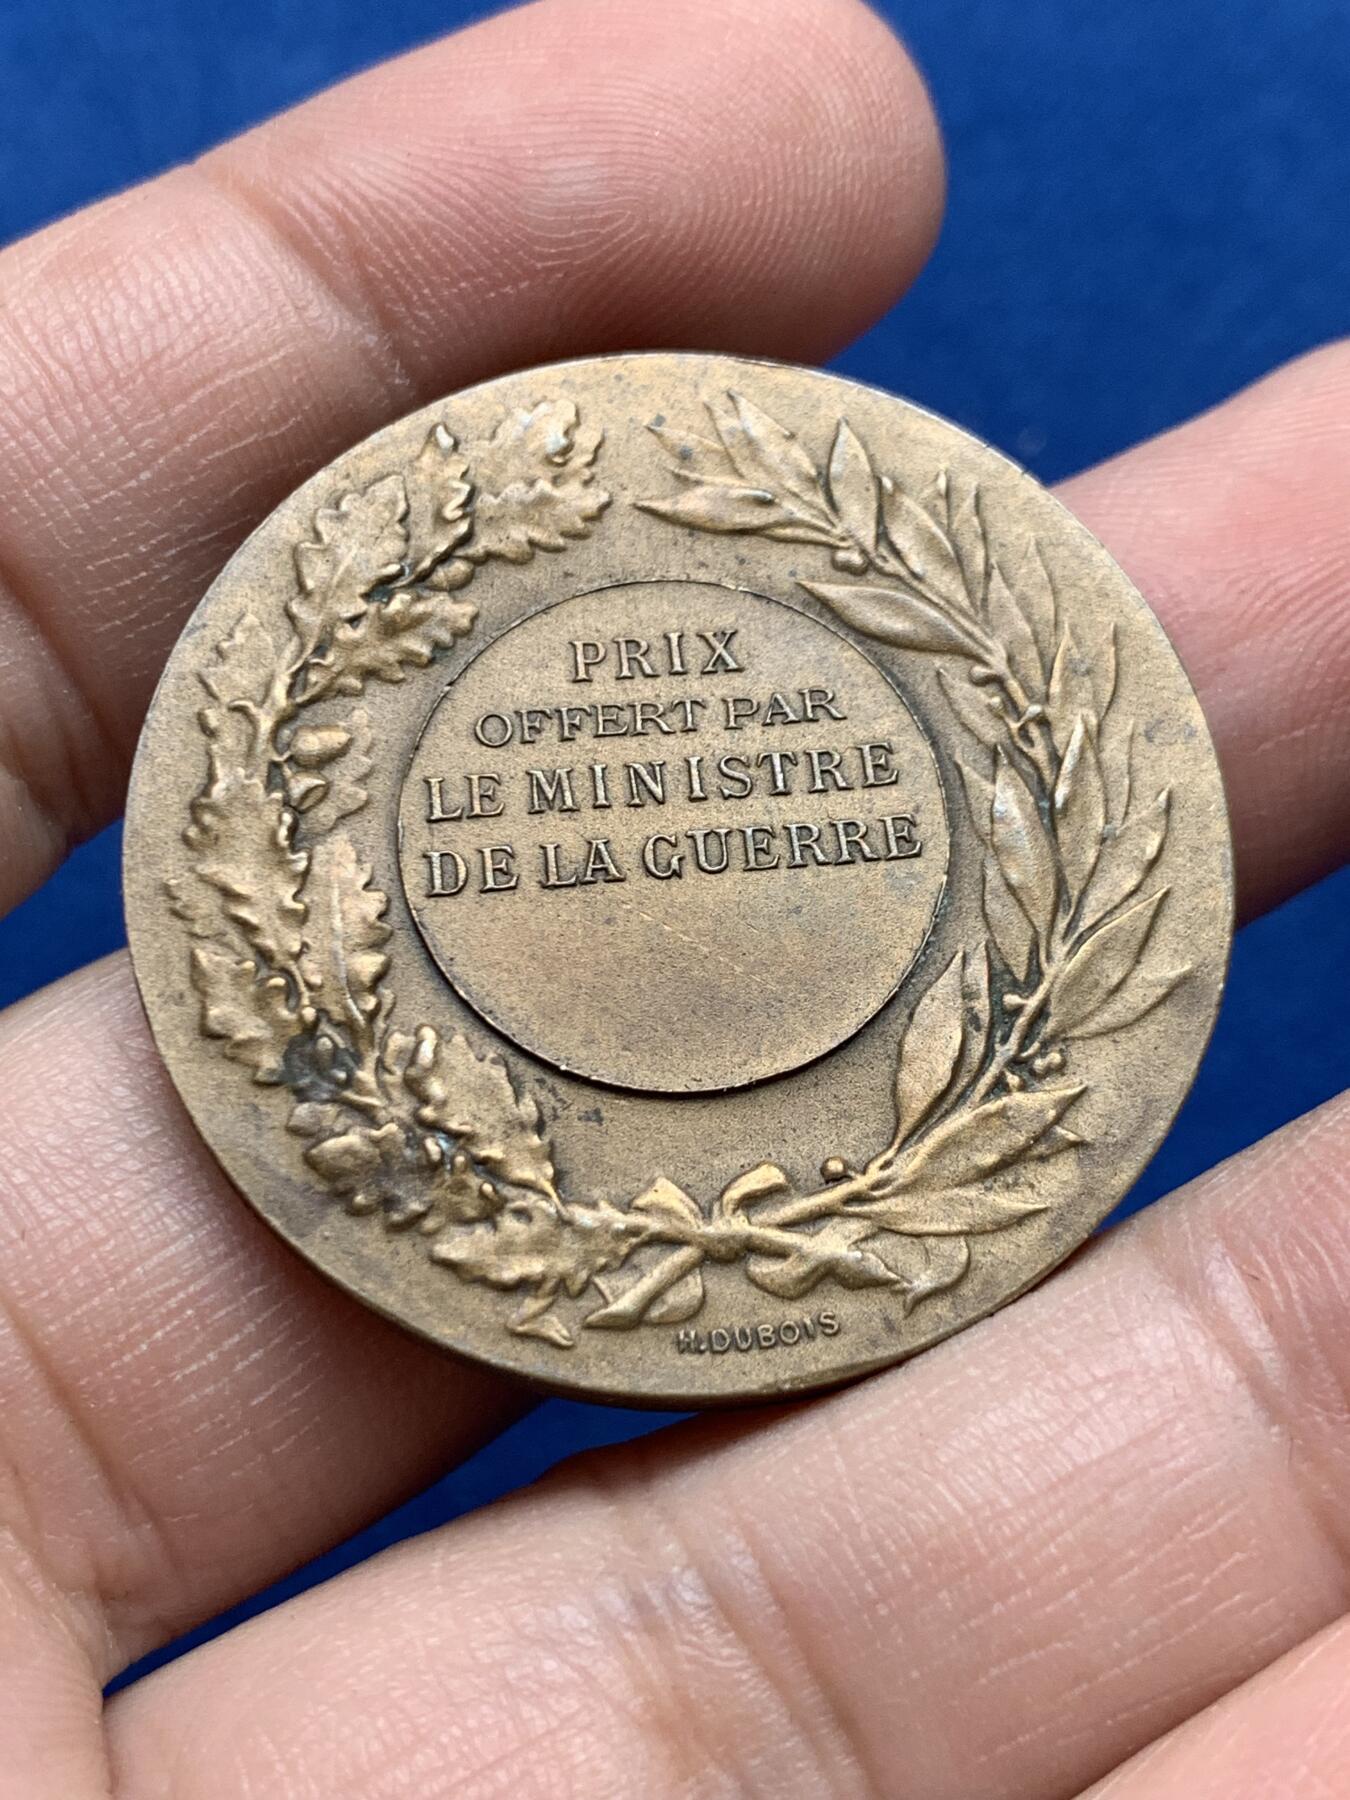 PRIX
OFFERT PAR
LE MINISTRE
DE LA GUERRE
H.DUBOIS